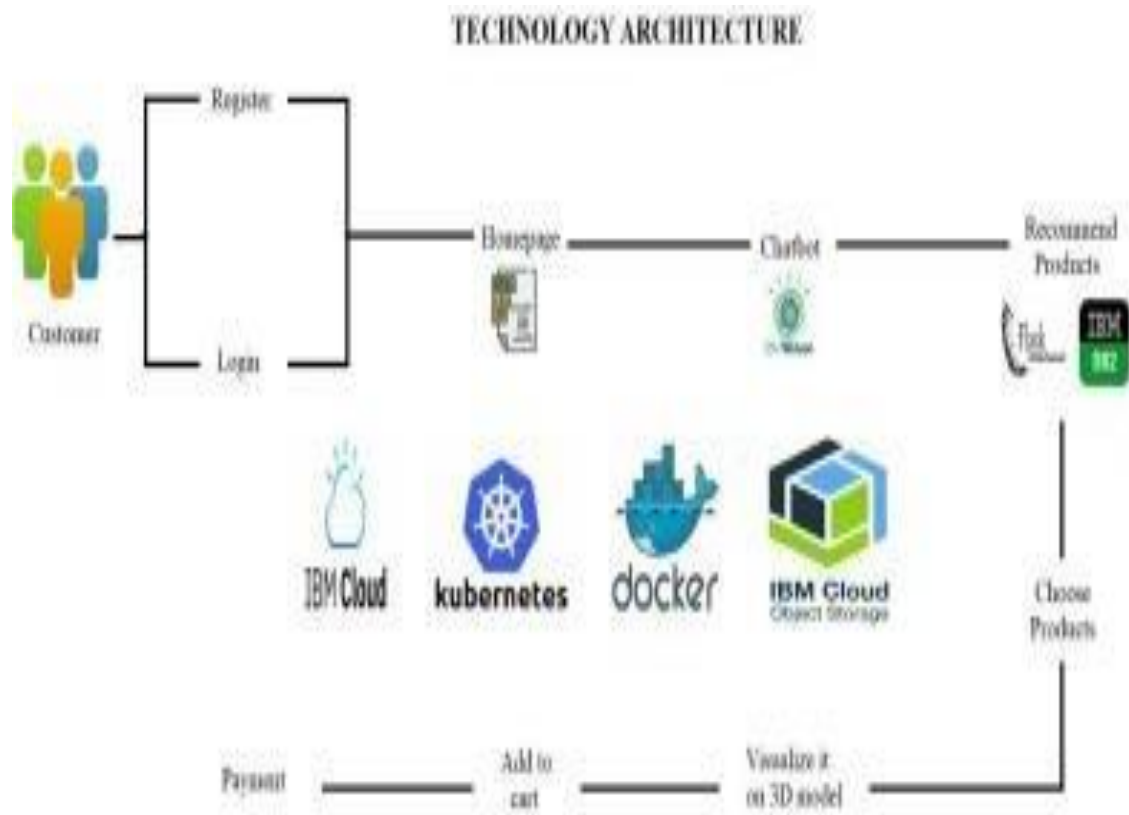 TECHNOLOGY ARCHITECTURE
Register
Customer
Login
Homepage
Chatbot
Recommend
Products
Flask
IBM
DB2
IBM Cloud
kubernetes
docker
IBM Cloud
Object Storage
Choose
Products
Visualize it
on 3D model
Add to
cart
Payment